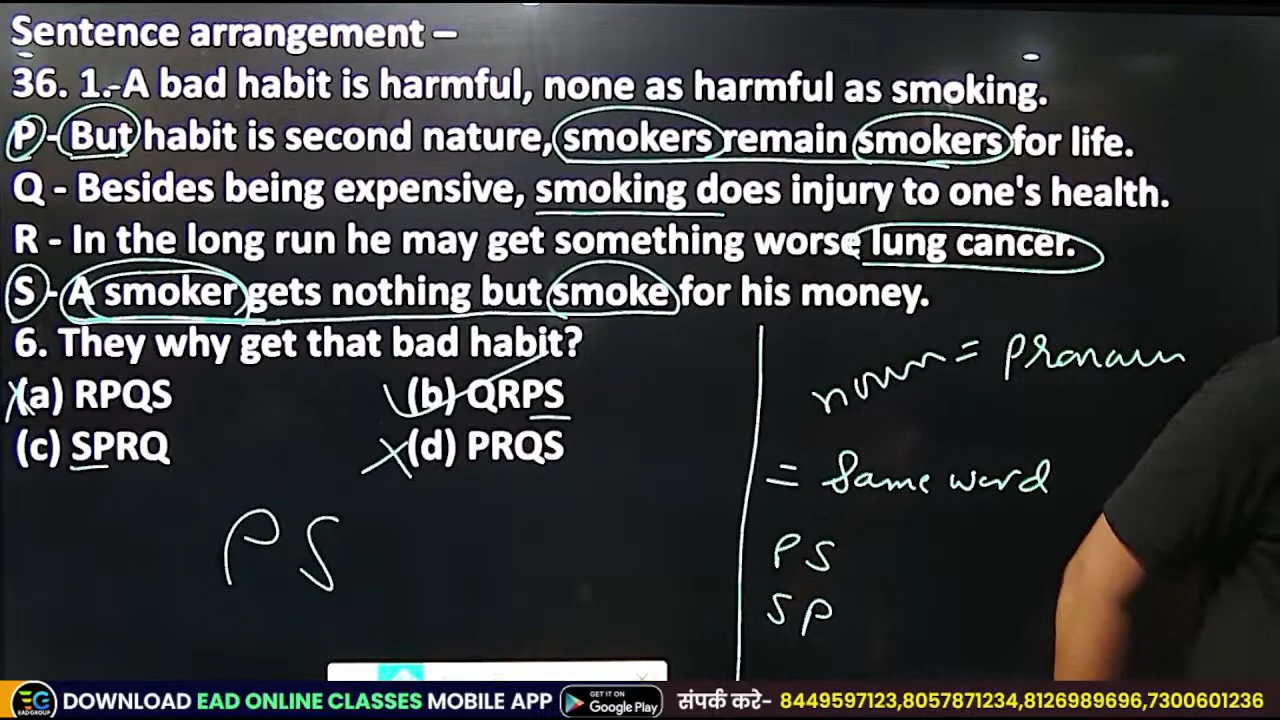 Sentence arrangement –
36. 1.-A bad habit is harmful, none as harmful as smoking.
P - But habit is second nature, smokers remain smokers for life.
Q - Besides being expensive, smoking does injury to one's health.
R - In the long run he may get something worse lung cancer.
S - A smoker gets nothing but smoke for his money.
6. They why get that bad habit?
(a) RPQS (b) QRPS
(c) SPRQ (d) PRQS
noun = pronoun
= Same word
PS
PS
SP
EG
EAD GROUP
DOWNLOAD EAD ONLINE CLASSES MOBILE APP
GET IT ON
Google Play
संपर्क करे- 8449597123,8057871234,8126989696,7300601236